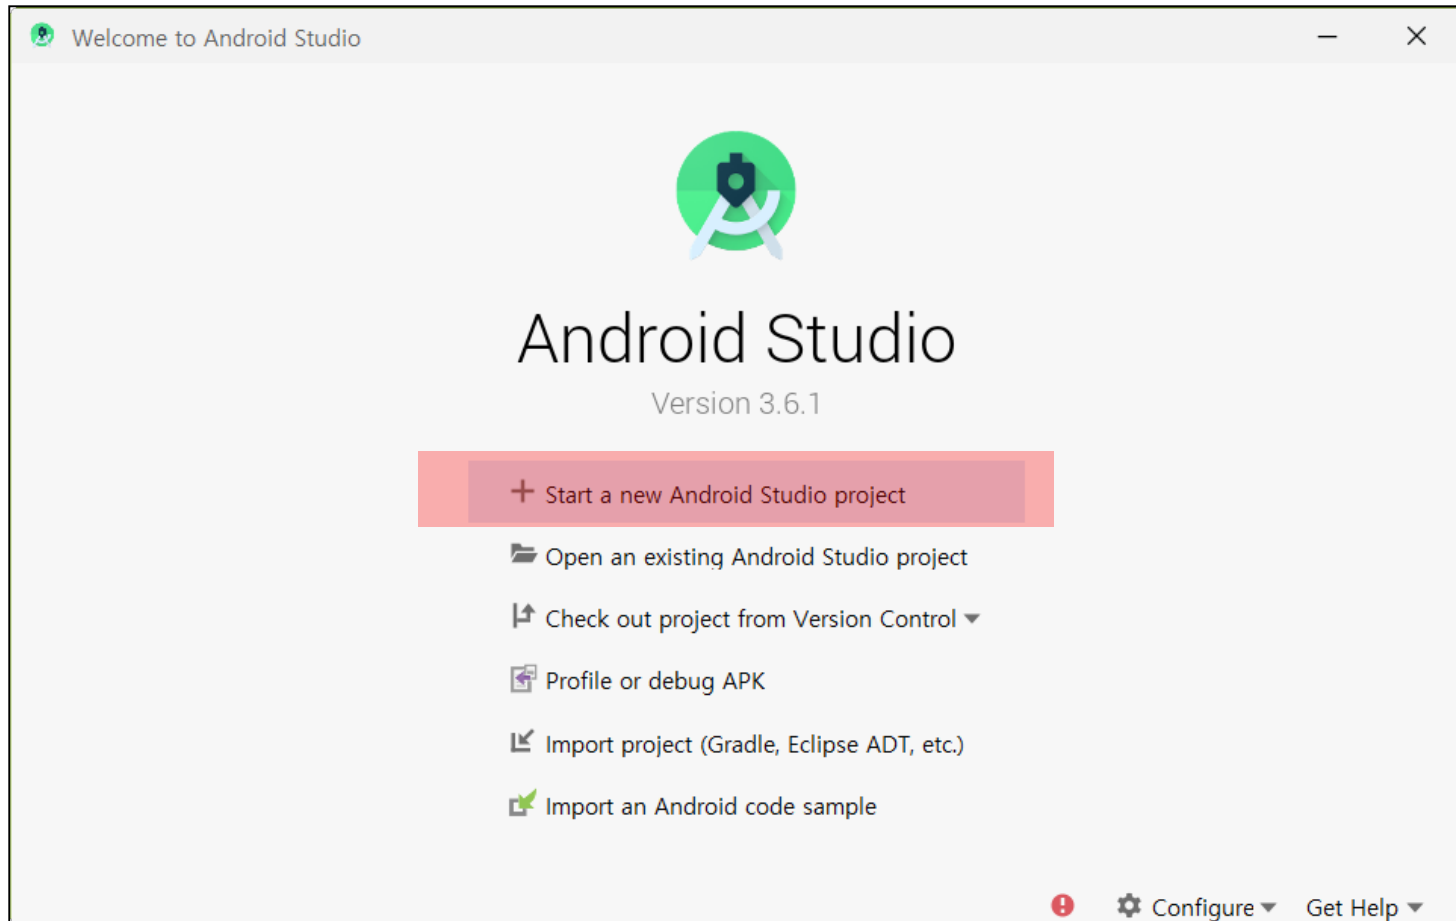 Welcome to Android Studio
Android Studio
Version 3.6.1
Start a new Android Studio project
Open an existing Android Studio project
Check out project from Version Control
Profile or debug APK
Import project (Gradle, Eclipse ADT, etc.)
Import an Android code sample
Configure Get Help